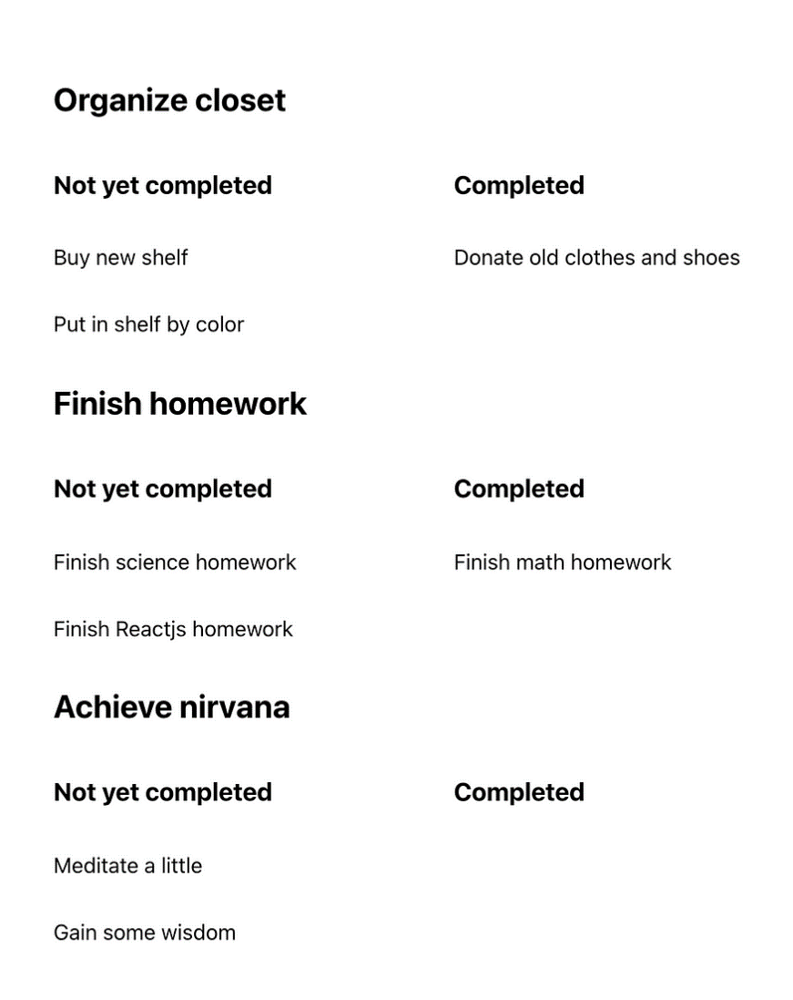 Organize closet
Not yet completed
Completed
Buy new shelf
Donate old clothes and shoes
Put in shelf by color
Finish homework
Not yet completed
Completed
Finish science homework
Finish math homework
Finish Reactjs homework
Achieve nirvana
Not yet completed
Completed
Meditate a little
Gain some wisdom